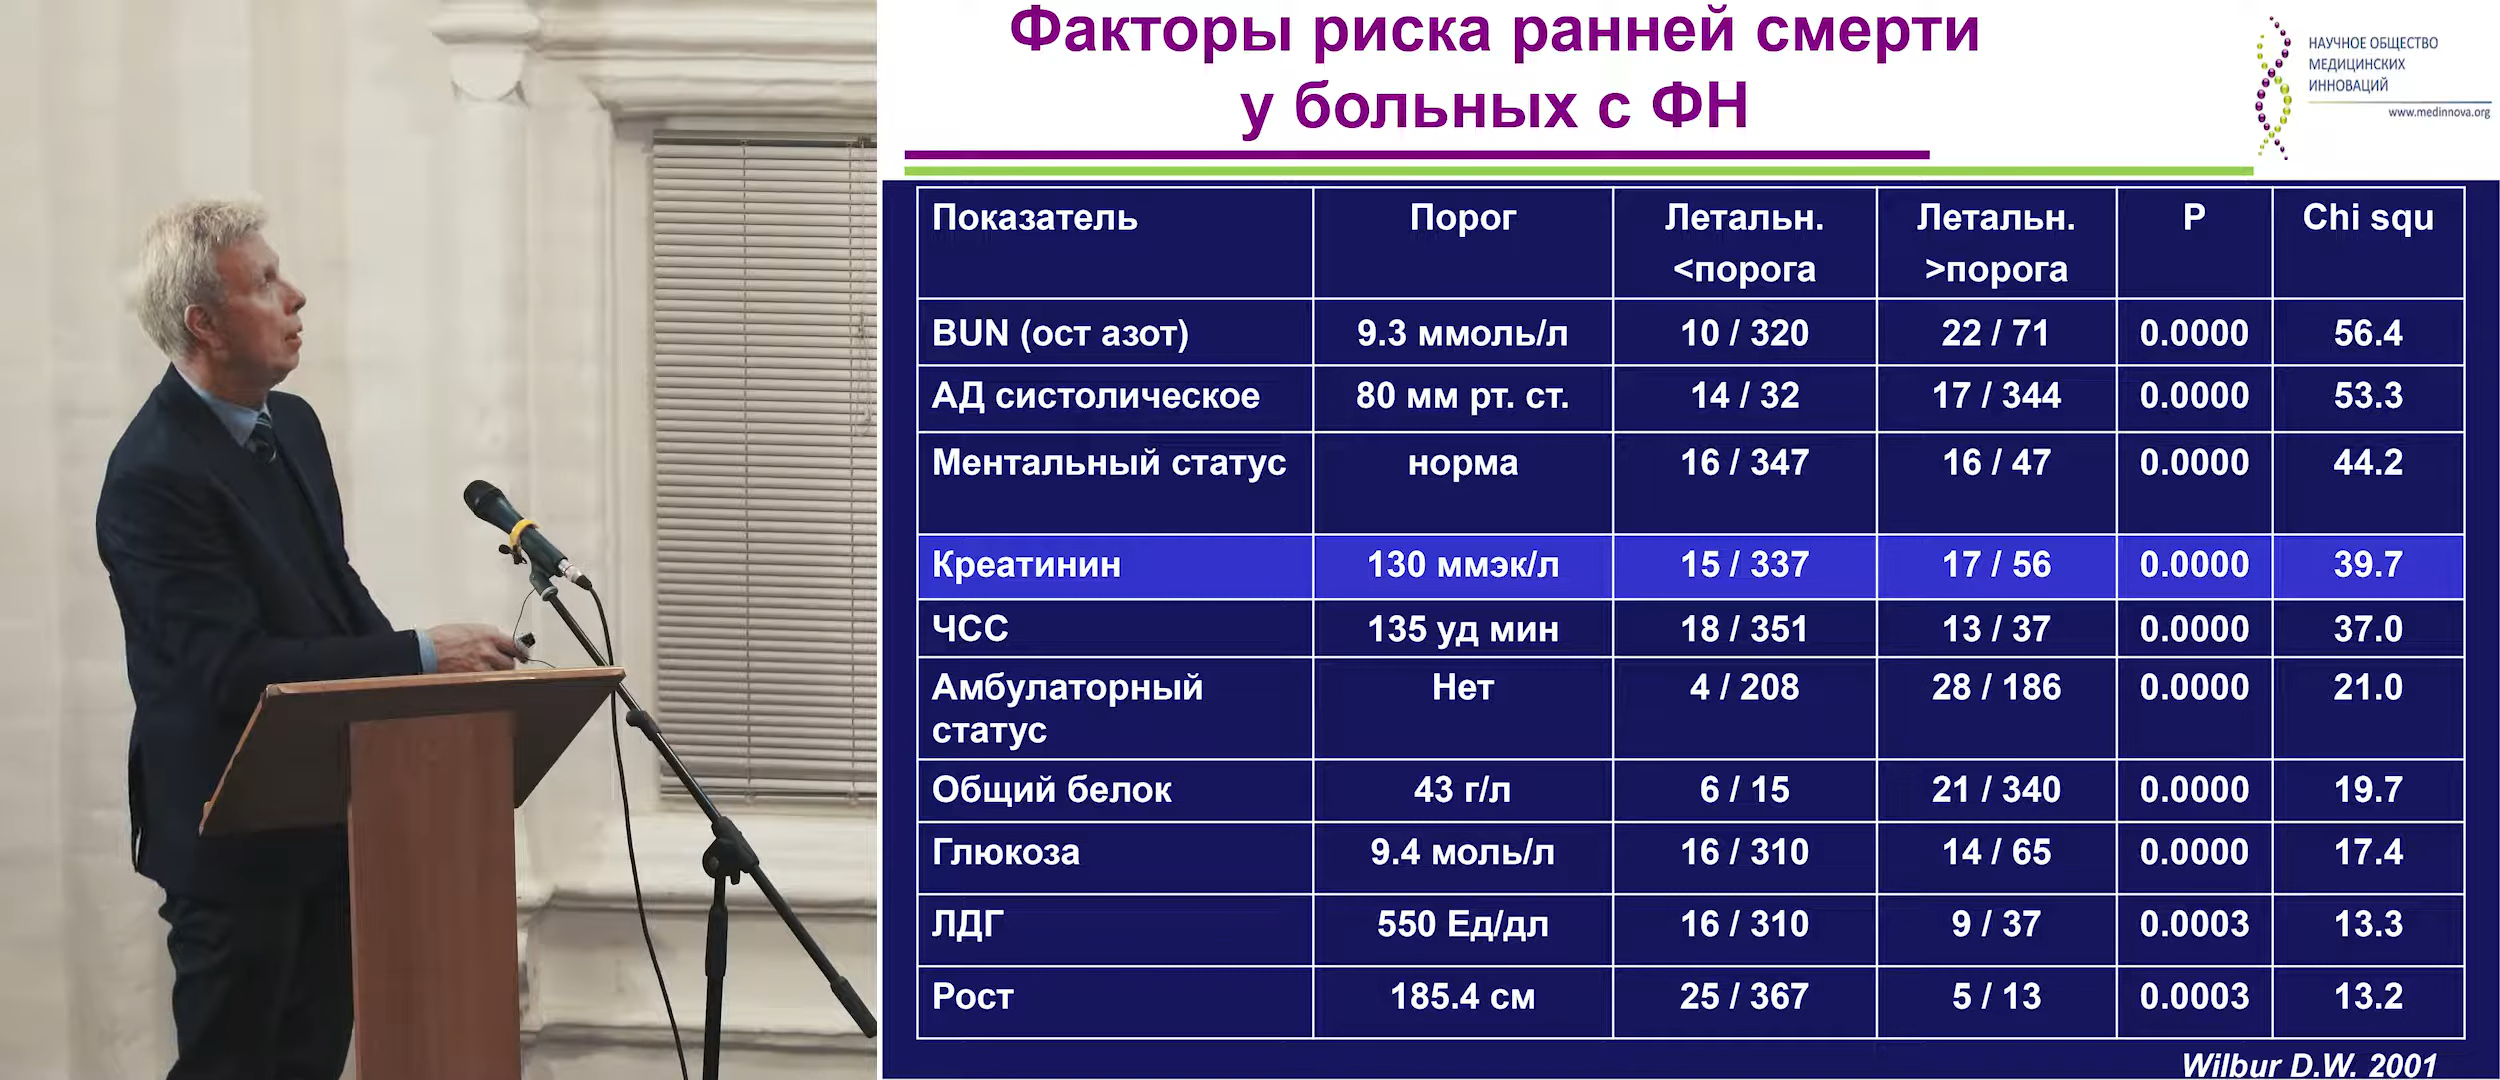 Факторы риска ранней смерти
у больных с ФН
НАУЧНОЕ ОБЩЕСТВО
МЕДИЦИНСКИХ
ИННОВАЦИЙ
www.medinnova.org
Показатель Порог Летальн. <порога Летальн. >порога P Chi squ
BUN (ост азот) 9.3 ммоль/л 10 / 320 22 / 71 0.0000 56.4
АД систолическое 80 мм рт. ст. 14 / 32 17 / 344 0.0000 53.3
Ментальный статус норма 16 / 347 16 / 47 0.0000 44.2
Креатинин 130 ммэк/л 15 / 337 17 / 56 0.0000 39.7
ЧСС 135 уд мин 18 / 351 13 / 37 0.0000 37.0
Амбулаторный статус Нет 4 / 208 28 / 186 0.0000 21.0
Общий белок 43 г/л 6 / 15 21 / 340 0.0000 19.7
Глюкоза 9.4 моль/л 16 / 310 14 / 65 0.0000 17.4
ЛДГ 550 Ед/дл 16 / 310 9 / 37 0.0003 13.3
Рост 185.4 см 25 / 367 5 / 13 0.0003 13.2
Wilbur D.W. 2001